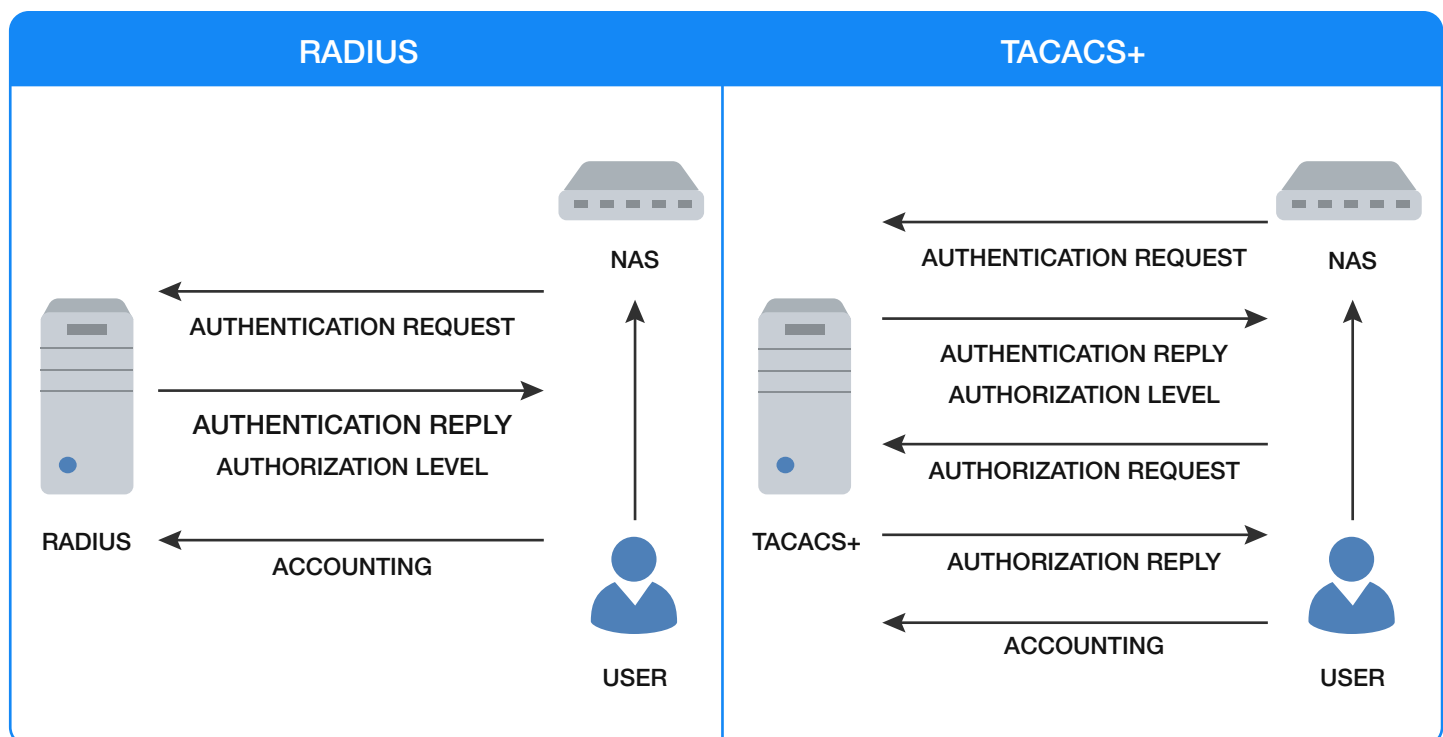 RADIUS
NAS
AUTHENTICATION REQUEST
AUTHENTICATION REPLY
AUTHORIZATION LEVEL
RADIUS
ACCOUNTING
USER
TACACS+
AUTHENTICATION REQUEST
NAS
AUTHENTICATION REPLY
AUTHORIZATION LEVEL
AUTHORIZATION REQUEST
TACACS+
AUTHORIZATION REPLY
ACCOUNTING
USER